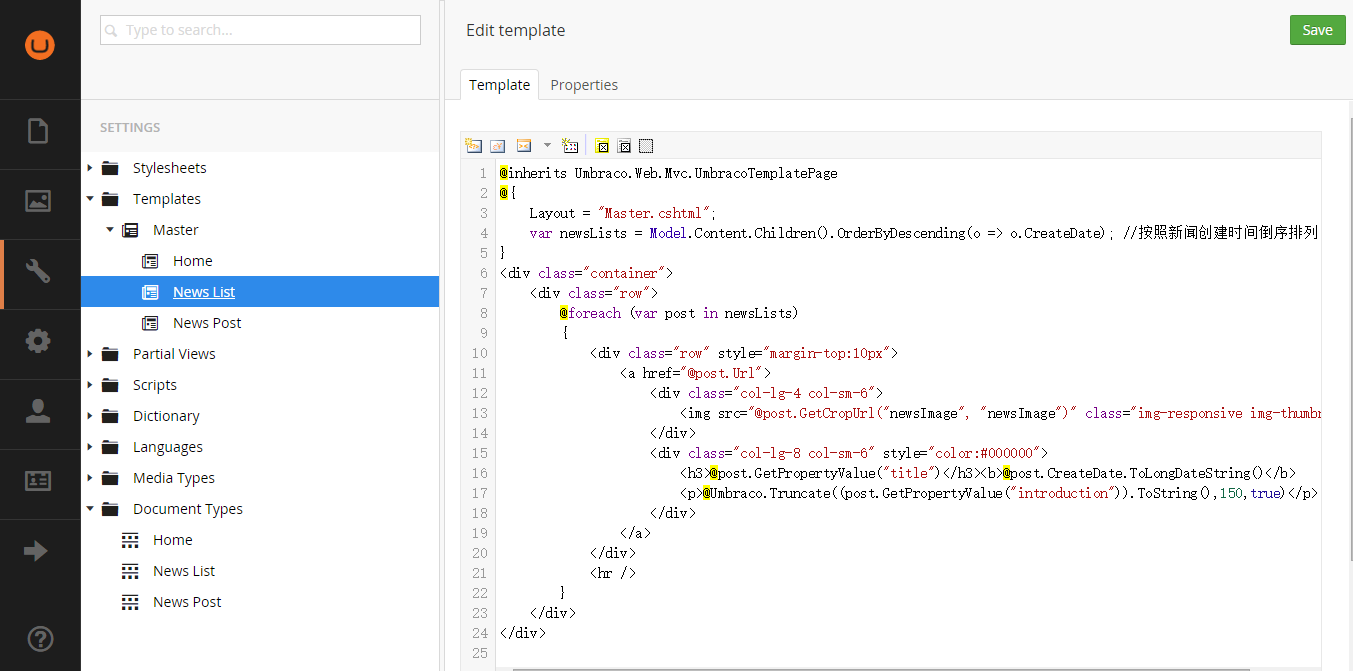 Type to search...
SETTINGS
Stylesheets
Templates
Master
Home
News List
News Post
Partial Views
Scripts
Dictionary
Languages
Media Types
Document Types
Home
News List
News Post
Edit template
Save
Template
Properties
1 @inherits Umbraco.Web.Mvc.UmbracoTemplatePage
2 @{
3 Layout = "Master.cshtml";
4 var newsLists = Model.Content.Children().OrderByDescending(o => o.CreateDate); //按照新闻创建时间倒序排列
5 }
6 <div class="container">
7 <div class="row">
8 @foreach (var post in newsLists)
9 {
10 <div class="row" style="margin-top:10px">
11 <a href="@post.Url">
12 <div class="col-lg-4 col-sm-6">
13 <img src="@post.GetCropUrl("newsImage", "newsImage")" class="img-responsive img-thumbn
14 </div>
15 <div class="col-lg-8 col-sm-6" style="color:#000000">
16 <h3>@post.GetPropertyValue("title")</h3><b>@post.CreateDate.ToLongDateString()</b>
17 <p>@Umbraco.Truncate((post.GetPropertyValue("introduction")).ToString(),150,true)</p>
18 </div>
19 </a>
20 </div>
21 <hr />
22 }
23 </div>
24 </div>
25